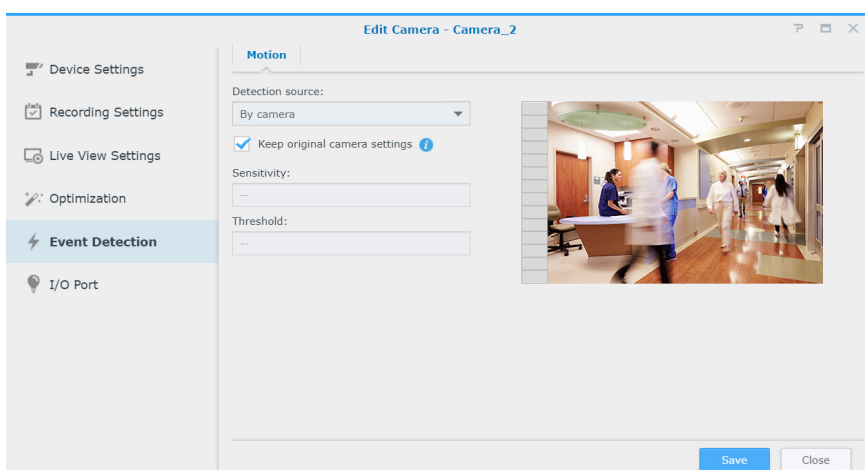 Edit Camera - Camera_2
Device Settings
Recording Settings
Live View Settings
Optimization
Event Detection
I/O Port
Motion
Detection source:
By camera
Keep original camera settings
Sensitivity:
--
Threshold:
--
Save
Close